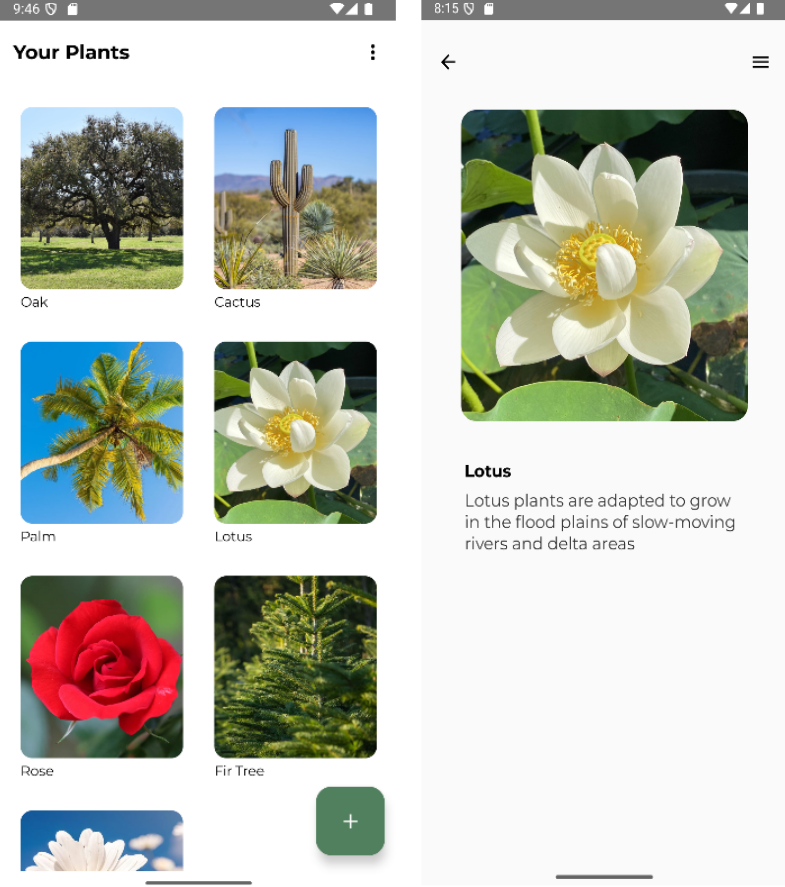 9:46
Your Plants
Oak
Cactus
Palm
Lotus
Rose
Fir Tree
+
8:15
Lotus
Lotus plants are adapted to grow
in the flood plains of slow-moving
rivers and delta areas